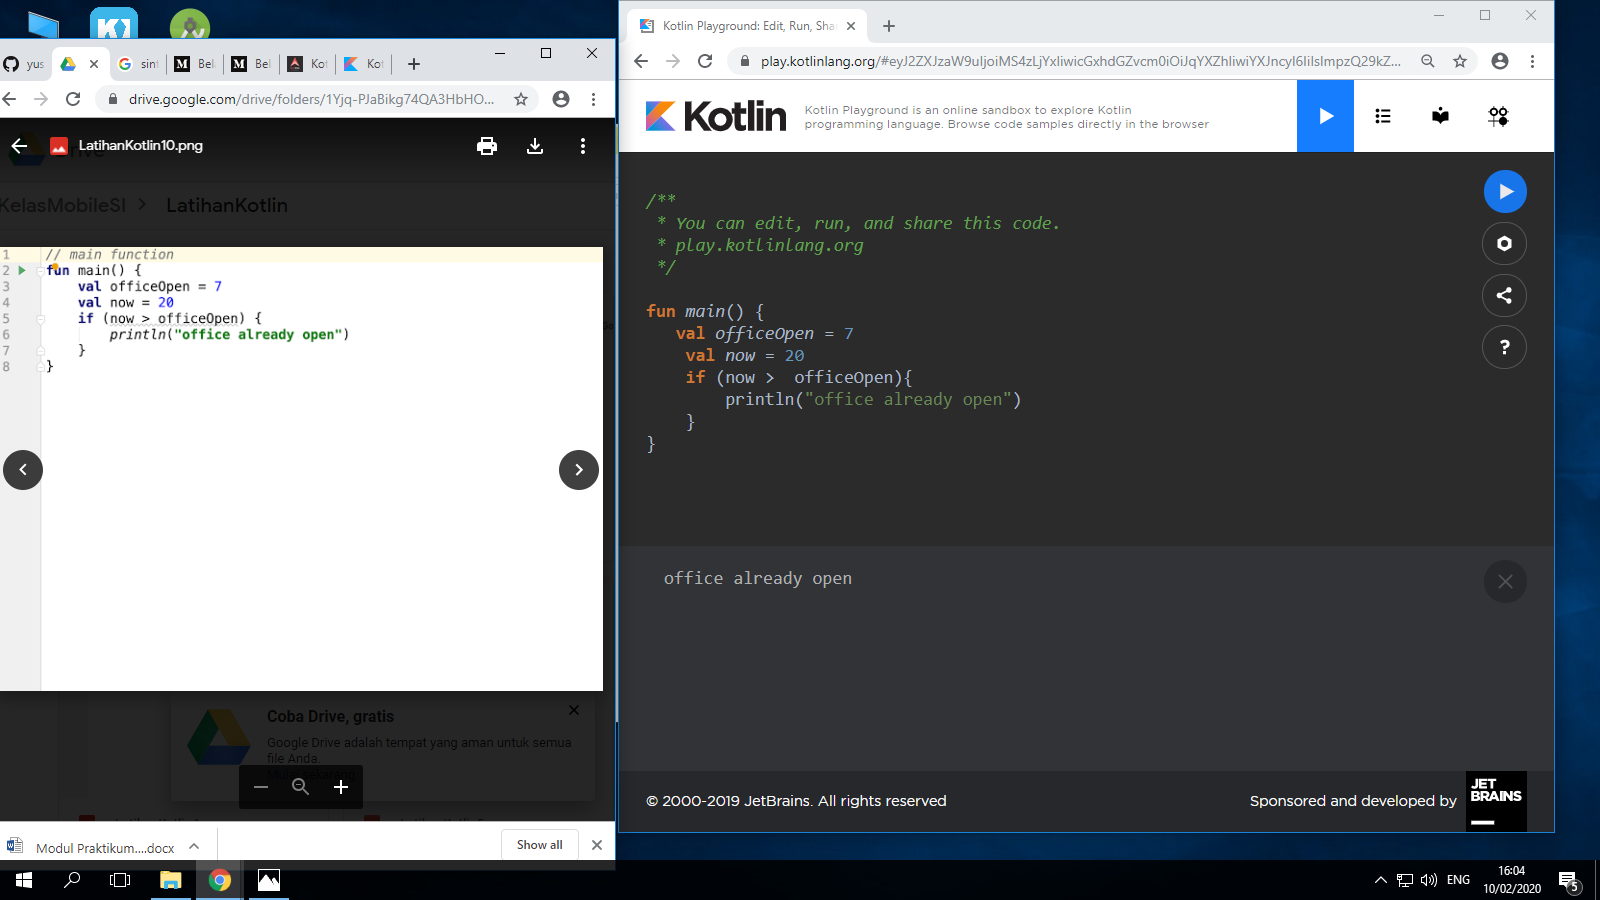 yus
sin
Bel
Bel
Kot
Kot
drive.google.com/drive/folders/1Yjq-PJaBikg74QA3HbHO...
LatihanKotlin10.png
KelasMobileSI > LatihanKotlin
1 // main function
2 fun main() {
3 val officeOpen = 7
4 val now = 20
5 if (now > officeOpen) {
6 println("office already open")
7 }
8 }
Coba Drive, gratis
Google Drive adalah tempat yang aman untuk semua
file Anda.
Modul Praktikum....docx
Show all
Kotlin Playground: Edit, Run, Sha
play.kotlinlang.org/#eyJ2ZXJzaW9uIjoiMS4zLjYxIiwicGxhdGZvcm0iOiJqYXZhIiwiYXJncyI6IiIsImpzQ29kZ...
Kotlin
Kotlin Playground is an online sandbox to explore Kotlin
programming language. Browse code samples directly in the browser
/**
* You can edit, run, and share this code.
* play.kotlinlang.org
*/
fun main() {
val officeOpen = 7
val now = 20
if (now > officeOpen){
println("office already open")
}
}
?
office already open
© 2000-2019 JetBrains. All rights reserved
Sponsored and developed by
JET
BRAINS
ENG
16:04
10/02/2020
5